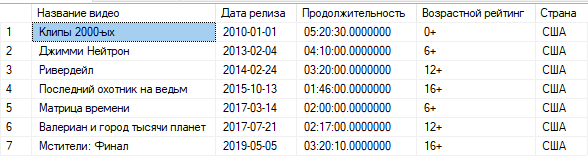 Название видео Дата релиза Продолжительность Возрастной рейтинг Страна
1 Клипы 2000-ых 2010-01-01 05:20:30.0000000 0+ США
2 Джимми Нейтрон 2013-02-04 04:10:00.0000000 6+ США
3 Ривердейл 2014-02-24 03:20:00.0000000 12+ США
4 Последний охотник на ведьм 2015-10-13 01:46:00.0000000 16+ США
5 Матрица времени 2017-03-14 02:00:00.0000000 6+ США
6 Валериан и город тысячи планет 2017-07-21 02:17:00.0000000 12+ США
7 Мстители: Финал 2019-05-05 03:20:10.0000000 16+ США